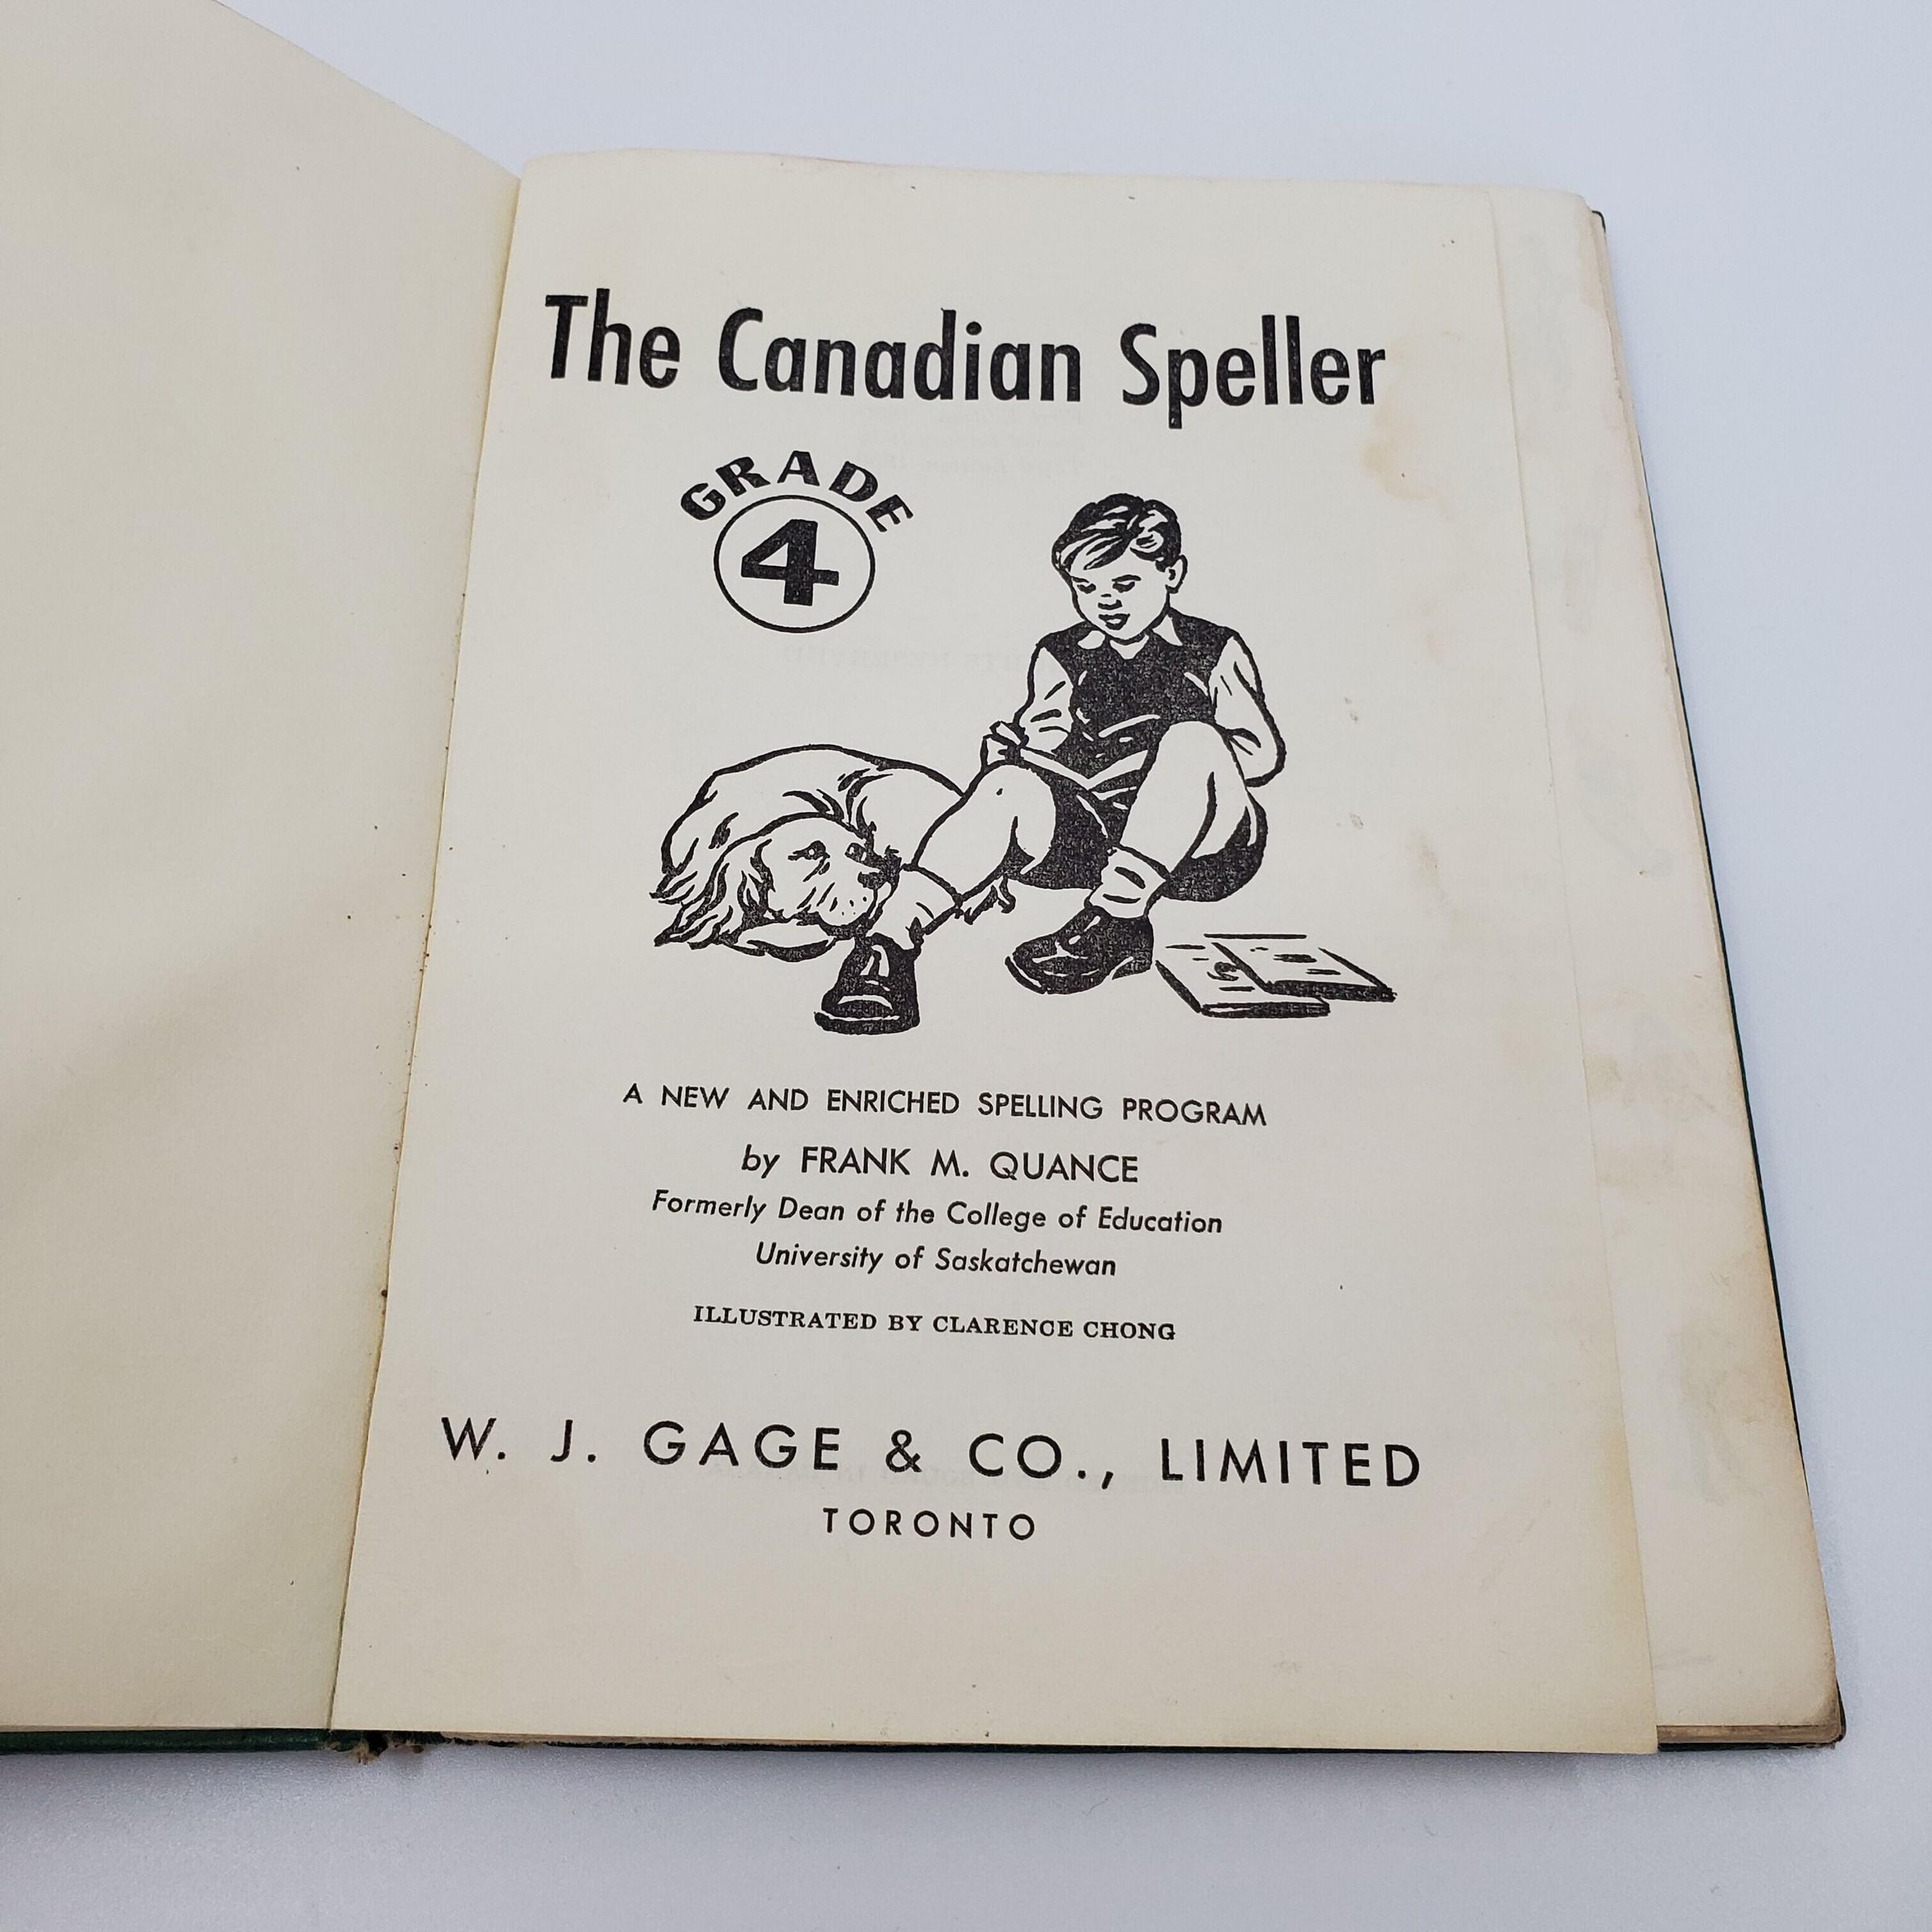 The Canadian Speller
GRADE
4
A NEW AND ENRICHED SPELLING PROGRAM
by FRANK M. QUANCE
Formerly Dean of the College of Education
University of Saskatchewan
ILLUSTRATED BY CLARENCE CHONG
W. J. GAGE & CO., LIMITED
TORONTO